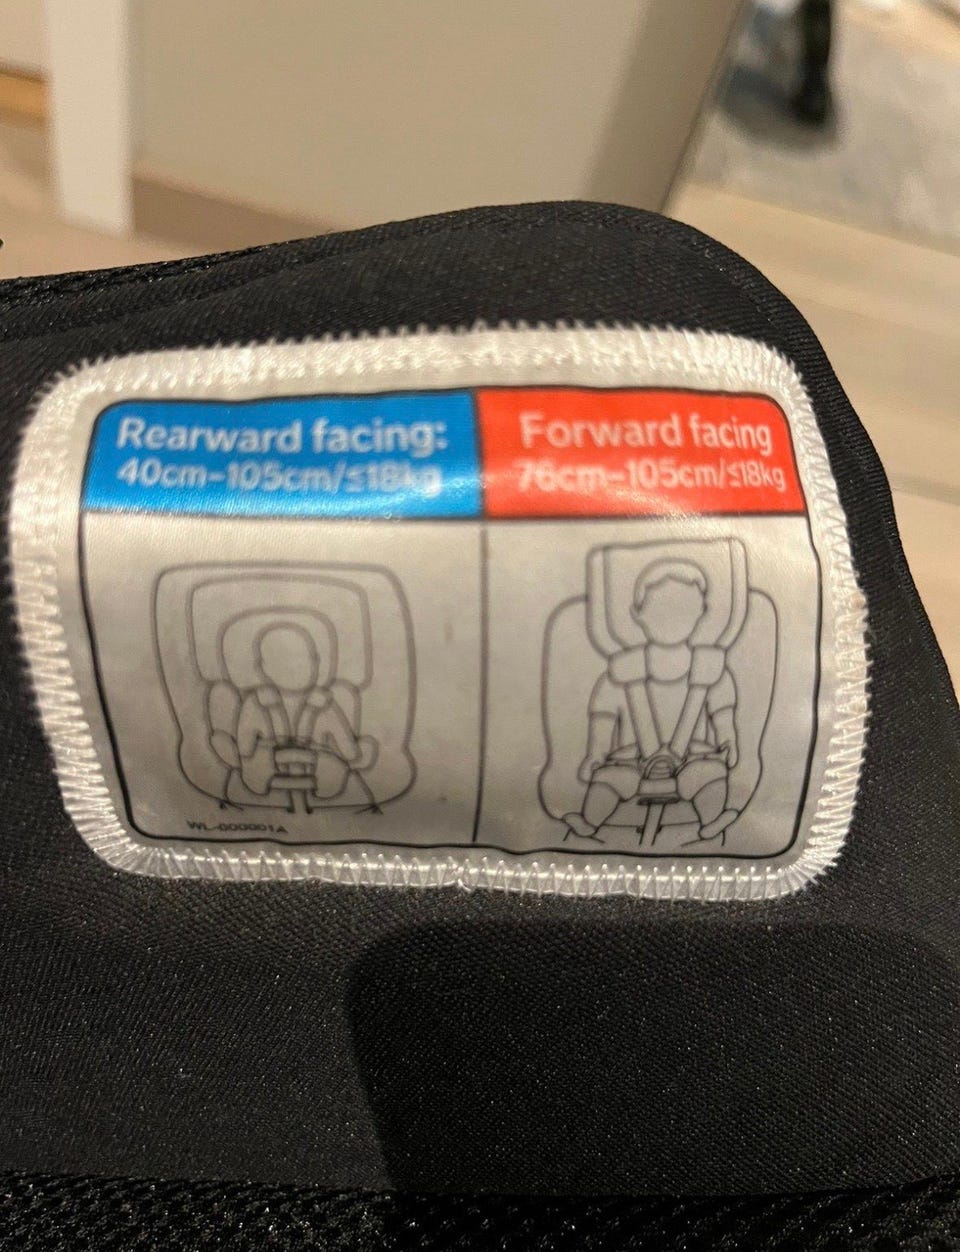 Rearward facing:
40cm-105cm/≤18kg
Forward facing
76cm-105cm/≤18kg
WL-000001A